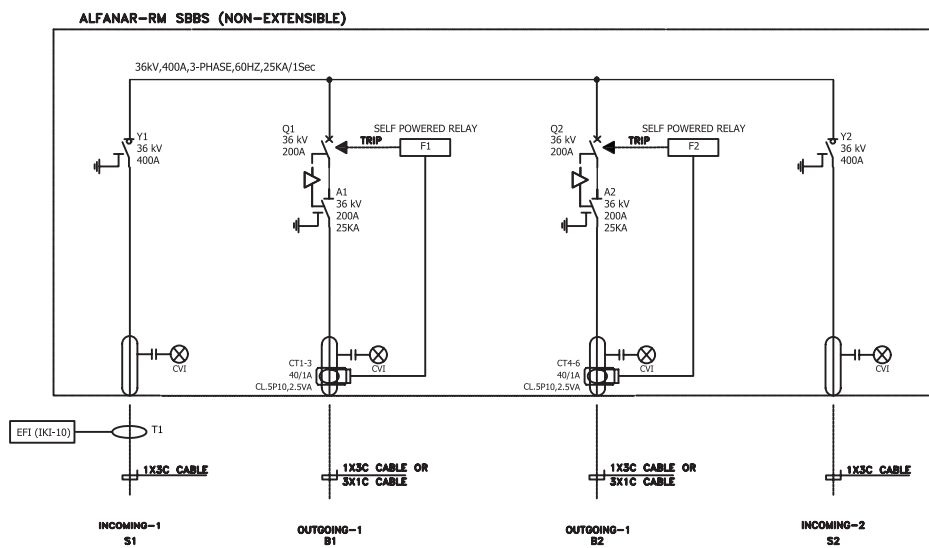 ALFANAR-RM SBBS (NON-EXTENSIBLE)
36kV,400A,3-PHASE,60HZ,25KA/1Sec
Y1
36 kV
400A
Q1
36 kV
200A
TRIP
SELF POWERED RELAY
F1
A1
36 kV
200A
25KA
Q2
36 kV
200A
TRIP
SELF POWERED RELAY
F2
A2
36 kV
200A
25KA
Y2
36 kV
400A
CVI
CT1-3
40/1A
CL.5P10,2.5VA
CVI
CT4-6
40/1A
CL.5P10,2.5VA
CVI
CVI
EFI (IKI-10)
T1
1X3C CABLE
1X3C CABLE OR
3X1C CABLE
1X3C CABLE OR
3X1C CABLE
1X3C CABLE
INCOMING-1
S1
OUTGOING-1
B1
OUTGOING-1
B2
INCOMING-2
S2